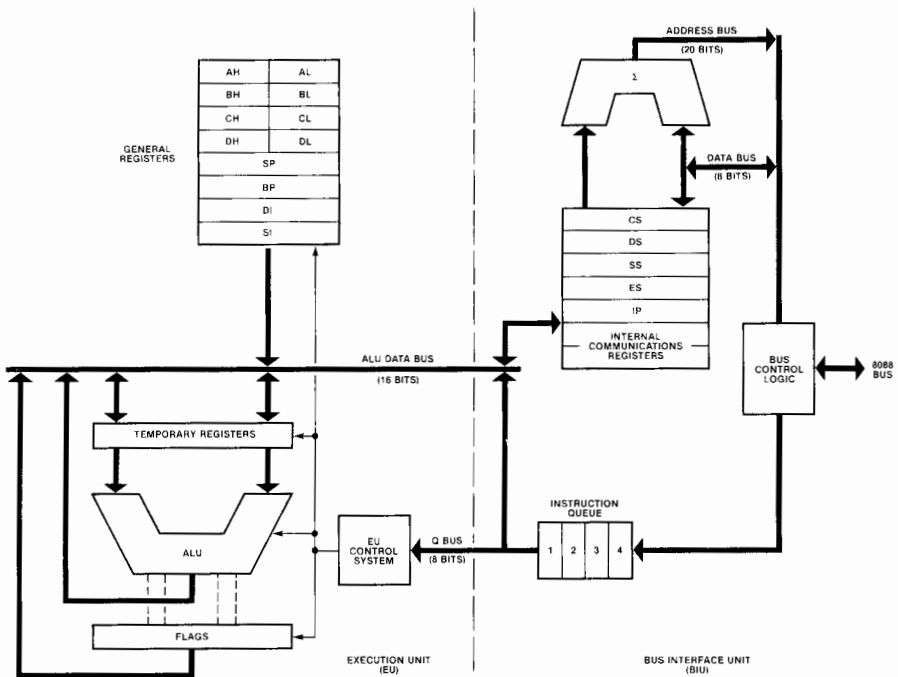 ADDRESS BUS
(20 BITS)
Σ
AH AL
BH BL
CH CL
DH DL
SP
BP
DI
SI
GENERAL
REGISTERS
DATA BUS
(8 BITS)
CS
DS
SS
ES
IP
INTERNAL
COMMUNICATIONS
REGISTERS
BUS
CONTROL
LOGIC
8088
BUS
ALU DATA BUS
(16 BITS)
TEMPORARY REGISTERS
ALU
FLAGS
EU
CONTROL
SYSTEM
Q BUS
(8 BITS)
INSTRUCTION
QUEUE
1 2 3 4
EXECUTION UNIT
(EU)
BUS INTERFACE UNIT
(BIU)